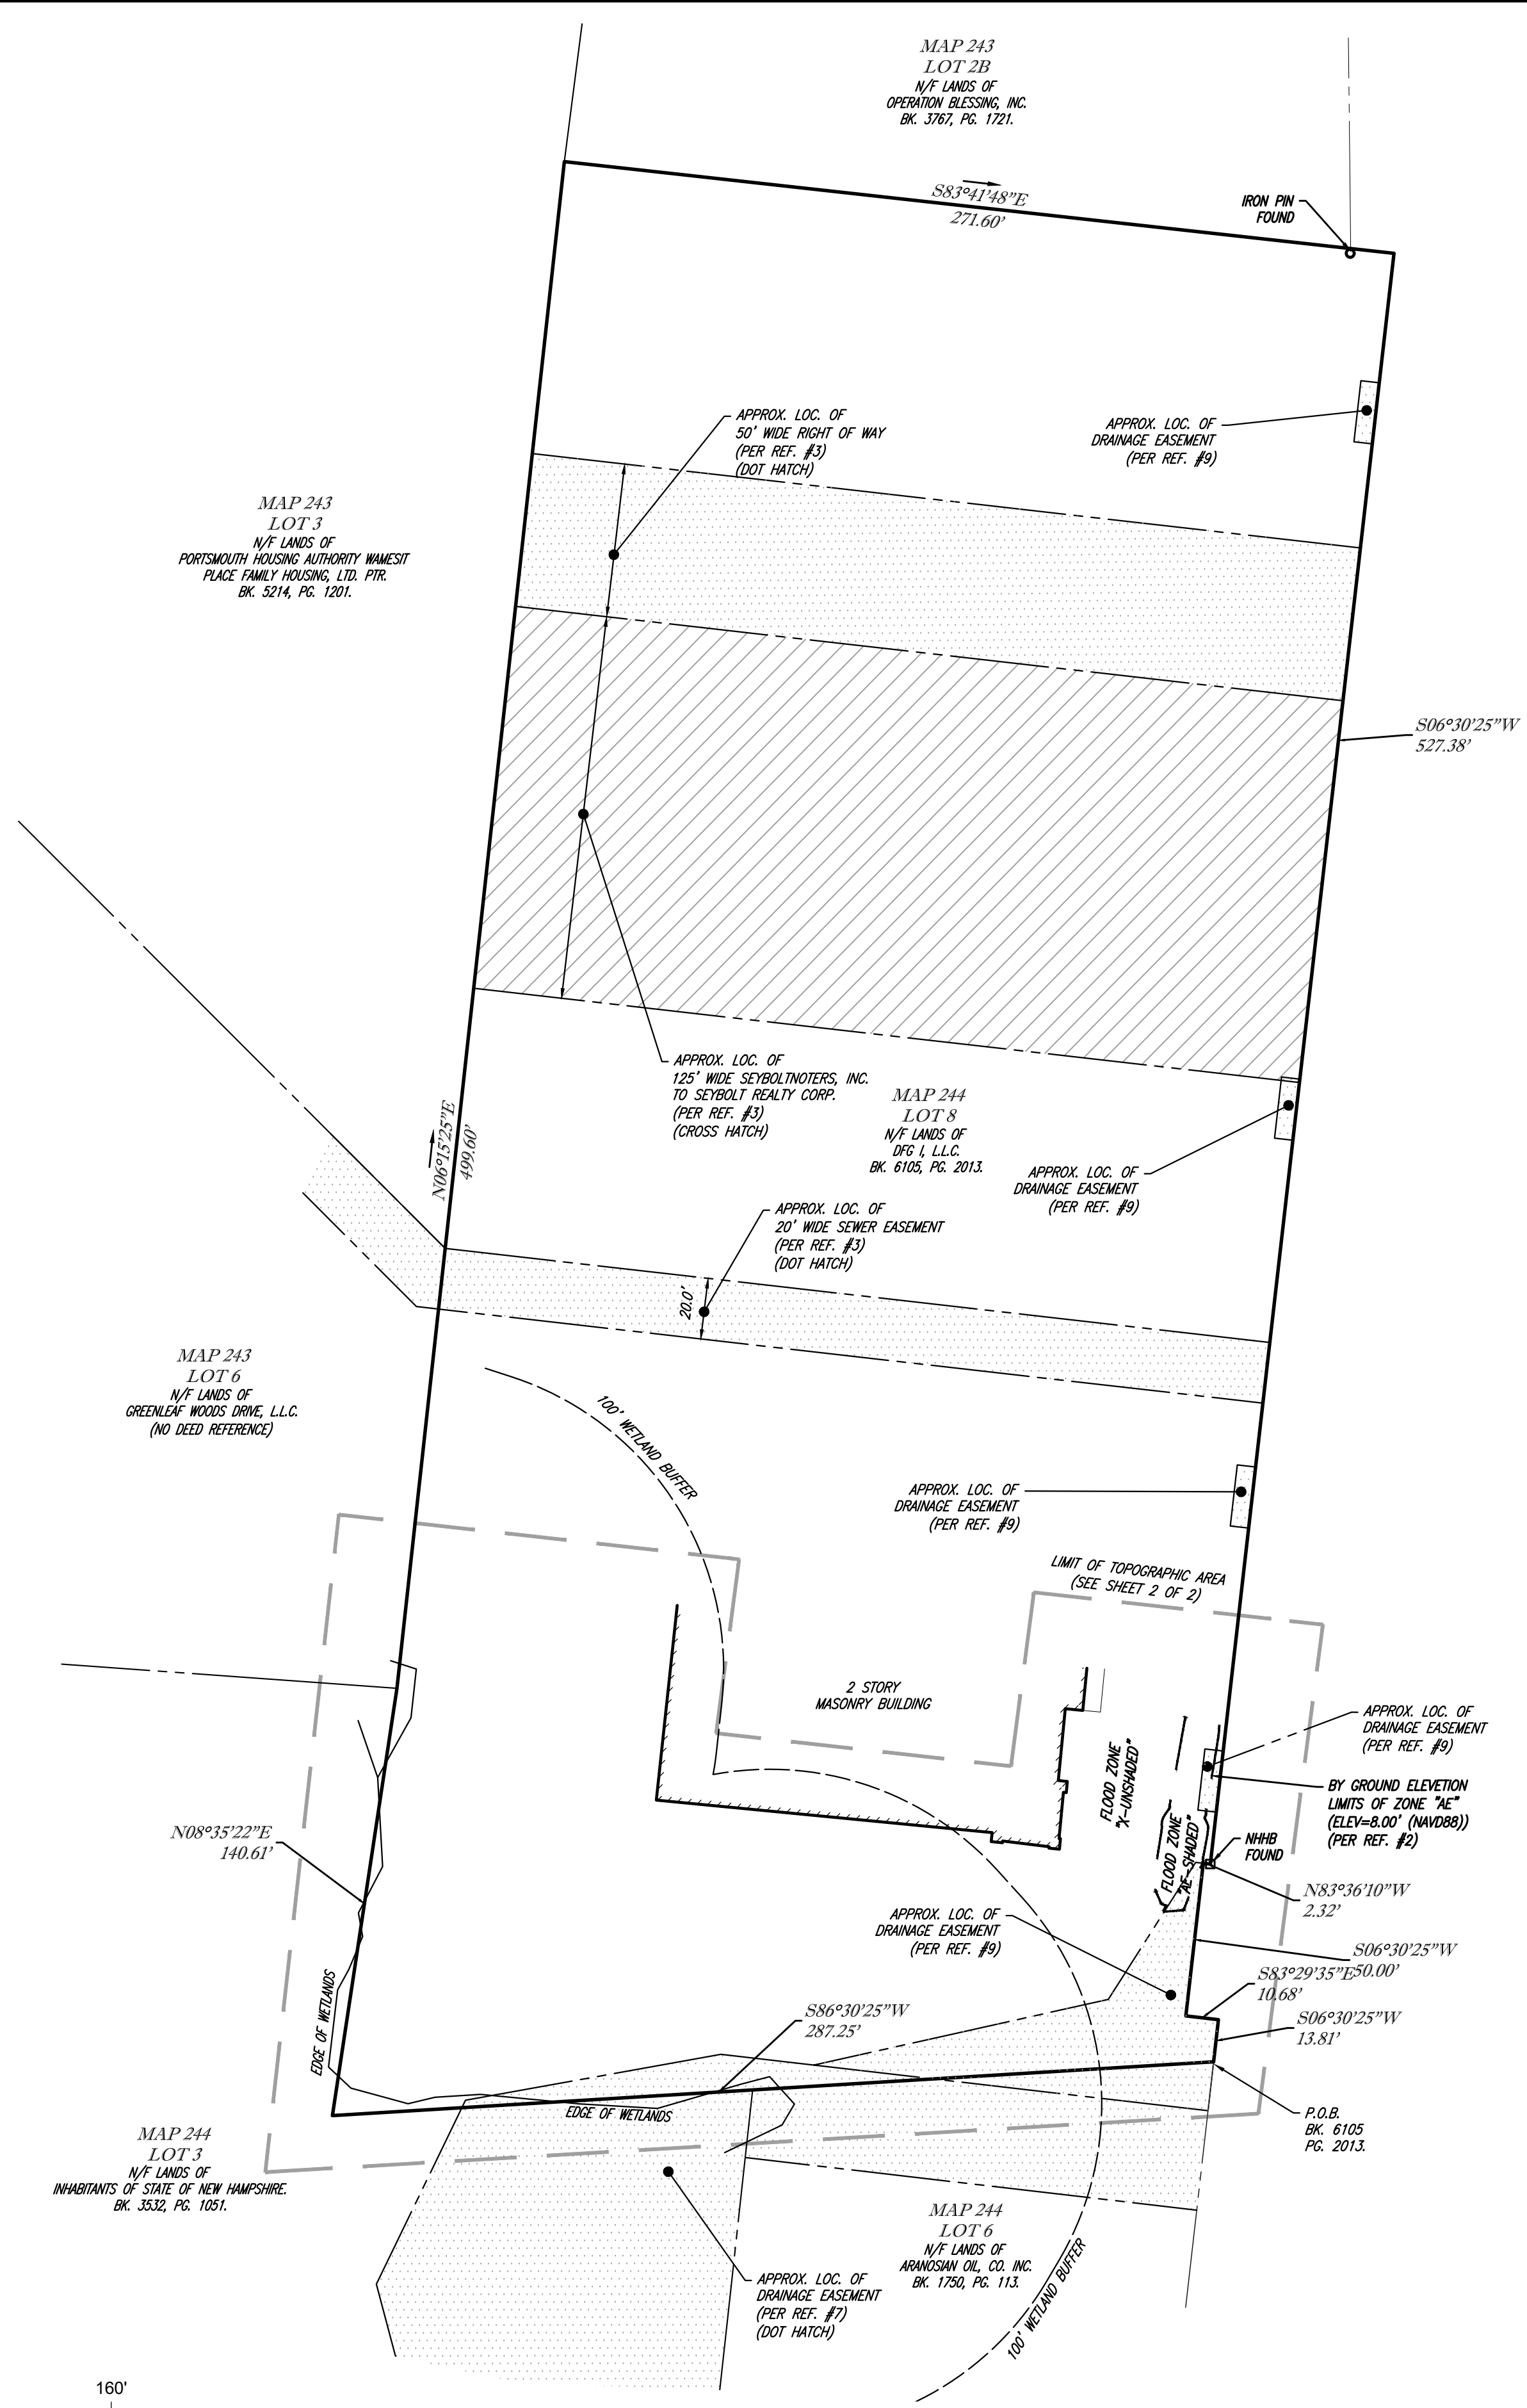 MAP 243
LOT 2B
N/F LANDS OF
OPERATION BLESSING, INC.
BK. 3767, PG. 1721.
S83°41'48"E
271.60'
IRON PIN
FOUND
APPROX. LOC. OF
50' WIDE RIGHT OF WAY
(PER REF. #3)
(DOT HATCH)
APPROX. LOC. OF
DRAINAGE EASEMENT
(PER REF. #9)
MAP 243
LOT 3
N/F LANDS OF
PORTSMOUTH HOUSING AUTHORITY WAMESIT
PLACE FAMILY HOUSING, LTD. PTR.
BK. 5214, PG. 1201.
S06°30'25"W
527.38'
APPROX. LOC. OF
125' WIDE SEYBOLTNOTERS, INC.
TO SEYBOLT REALTY CORP.
(PER REF. #3)
(CROSS HATCH)
MAP 244
LOT 8
N/F LANDS OF
DFG I, L.L.C.
BK. 6105, PG. 2013.
N06°15'25"E
499.60'
APPROX. LOC. OF
DRAINAGE EASEMENT
(PER REF. #9)
APPROX. LOC. OF
20' WIDE SEWER EASEMENT
(PER REF. #3)
(DOT HATCH)
20.0'
MAP 243
LOT 6
N/F LANDS OF
GREENLEAF WOODS DRIVE, L.L.C.
(NO DEED REFERENCE)
100' WETLAND BUFFER
APPROX. LOC. OF
DRAINAGE EASEMENT
(PER REF. #9)
LIMIT OF TOPOGRAPHIC AREA
(SEE SHEET 2 OF 2)
2 STORY
MASONRY BUILDING
FLOOD ZONE
"X-UNSHADED"
FLOOD ZONE
"AE-SHADED"
APPROX. LOC. OF
DRAINAGE EASEMENT
(PER REF. #9)
BY GROUND ELEVETION
LIMITS OF ZONE "AE"
(ELEV=8.00' (NAVD88))
(PER REF. #2)
NHHB
FOUND
N08°35'22"E
140.61'
N83°36'10"W
2.32'
APPROX. LOC. OF
DRAINAGE EASEMENT
(PER REF. #9)
S06°30'25"W
50.00'
S83°29'35"E
10.68'
S06°30'25"W
13.81'
EDGE OF WETLANDS
S86°30'25"W
287.25'
EDGE OF WETLANDS
P.O.B.
BK. 6105
PG. 2013.
MAP 244
LOT 3
N/F LANDS OF
INHABITANTS OF STATE OF NEW HAMPSHIRE.
BK. 3532, PG. 1051.
MAP 244
LOT 6
N/F LANDS OF
ARANOSIAN OIL, CO. INC.
BK. 1750, PG. 113.
APPROX. LOC. OF
DRAINAGE EASEMENT
(PER REF. #7)
(DOT HATCH)
100' WETLAND BUFFER
160'